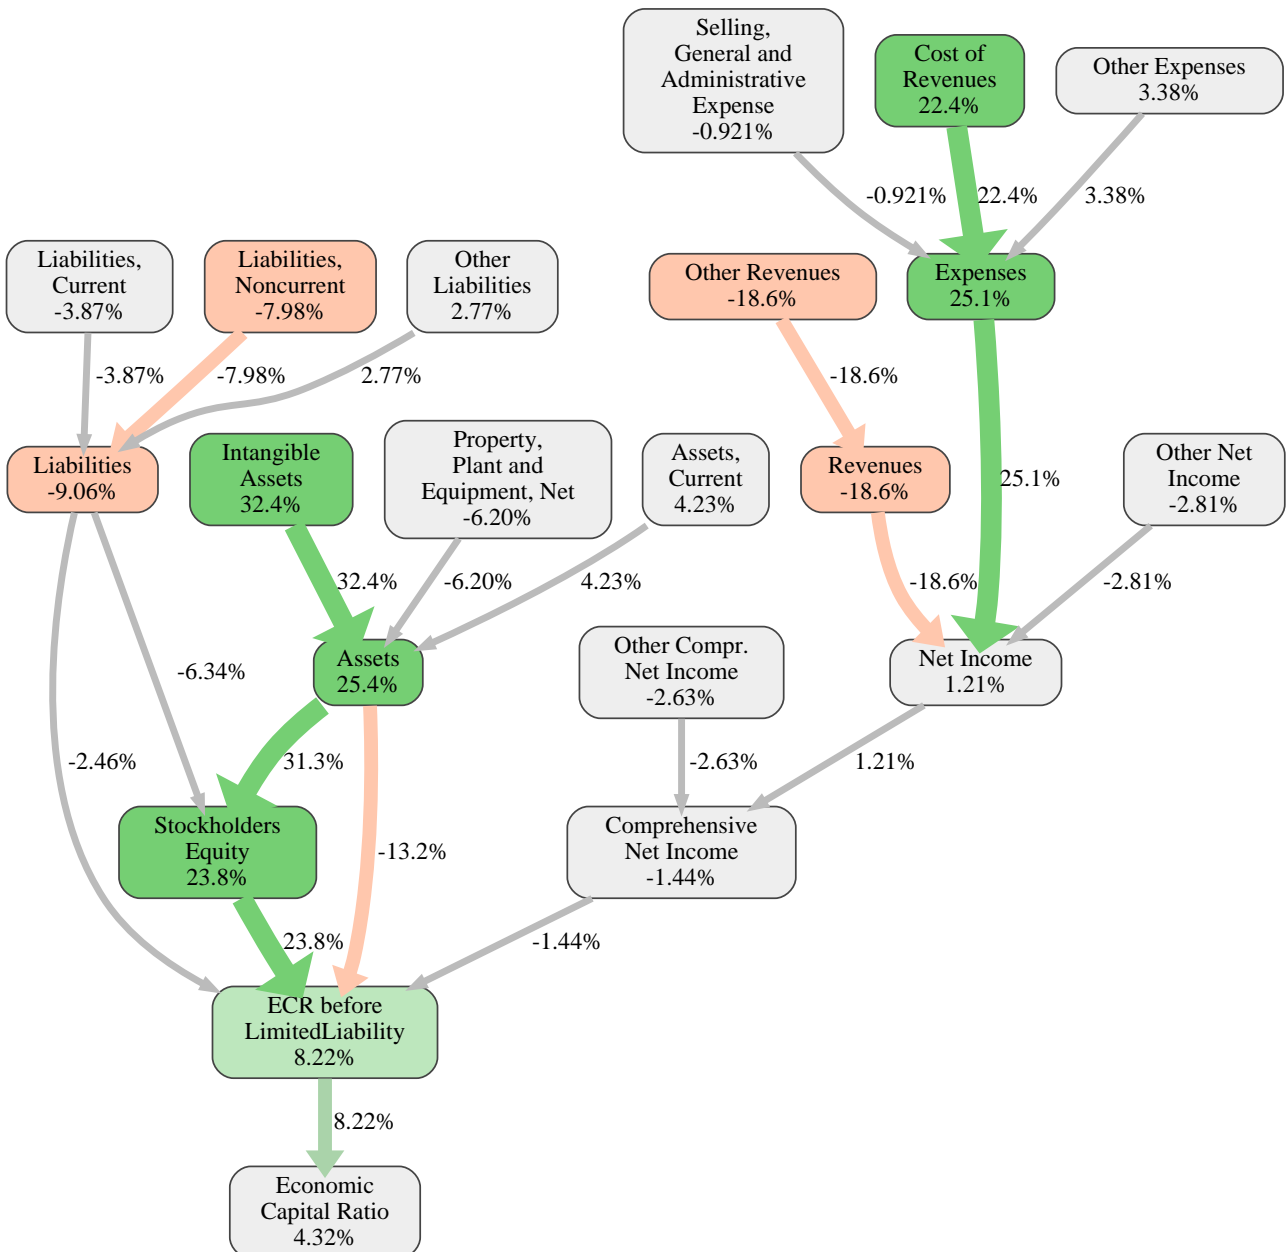 Selling,
General and
Administrative
Expense
-0.921%
Cost of
Revenues
22.4%
Other Expenses
3.38%
-0.921%
22.4%
3.38%
Liabilities,
Current
-3.87%
Liabilities,
Noncurrent
-7.98%
Other
Liabilities
2.77%
Other Revenues
-18.6%
Expenses
25.1%
-3.87%
-7.98%
2.77%
-18.6%
Liabilities
-9.06%
Intangible
Assets
32.4%
Property,
Plant and
Equipment, Net
-6.20%
Assets,
Current
4.23%
Revenues
-18.6%
25.1%
Other Net
Income
-2.81%
32.4%
-6.20%
4.23%
-18.6%
-2.81%
-6.34%
Assets
25.4%
Other Compr.
Net Income
-2.63%
Net Income
1.21%
-2.46%
31.3%
-2.63%
1.21%
Stockholders
Equity
23.8%
-13.2%
Comprehensive
Net Income
-1.44%
23.8%
-1.44%
ECR before
LimitedLiability
8.22%
8.22%
Economic
Capital Ratio
4.32%